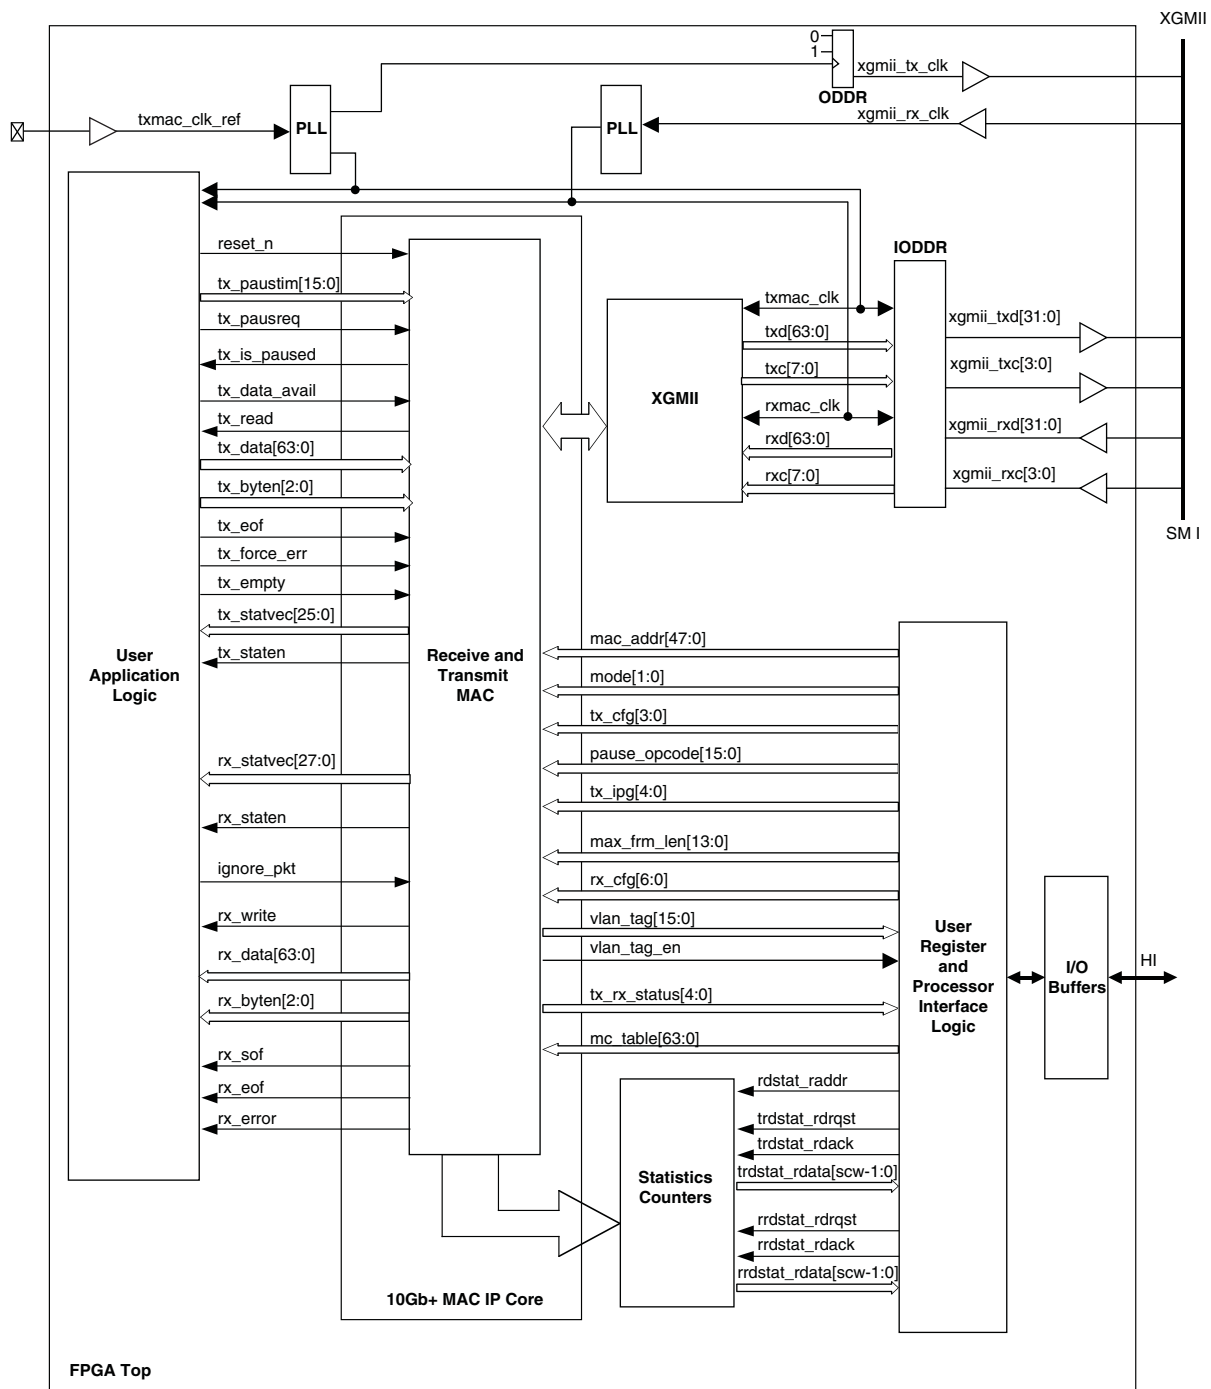 XGMII
0
1
xgmii_tx_clk
ODDR
txmac_clk_ref
PLL
PLL
xgmii_rx_clk
reset_n
tx_paustim[15:0]
tx_pausreq
tx_is_paused
tx_data_avail
tx_read
tx_data[63:0]
tx_byten[2:0]
tx_eof
tx_force_err
tx_empty
tx_statvec[25:0]
tx_staten
User
Application
Logic
Receive and
Transmit
MAC
rx_statvec[27:0]
rx_staten
ignore_pkt
rx_write
rx_data[63:0]
rx_byten[2:0]
rx_sof
rx_eof
rx_error
IODDR
XGMII
txmac_clk
txd[63:0]
txc[7:0]
rxmac_clk
rxd[63:0]
rxc[7:0]
xgmii_txd[31:0]
xgmii_txc[3:0]
xgmii_rxd[31:0]
xgmii_rxc[3:0]
SM I
mac_addr[47:0]
mode[1:0]
tx_cfg[3:0]
pause_opcode[15:0]
tx_ipg[4:0]
max_frm_len[13:0]
rx_cfg[6:0]
vlan_tag[15:0]
vlan_tag_en
tx_rx_status[4:0]
mc_table[63:0]
User
Register
and
Processor
Interface
Logic
I/O
Buffers
HI
rdstat_raddr
trdstat_rdrqst
trdstat_rdack
trdstat_rdata[scw-1:0]
rrdstat_rdrqst
rrdstat_rdack
rrdstat_rdata[scw-1:0]
Statistics
Counters
10Gb+ MAC IP Core
FPGA Top